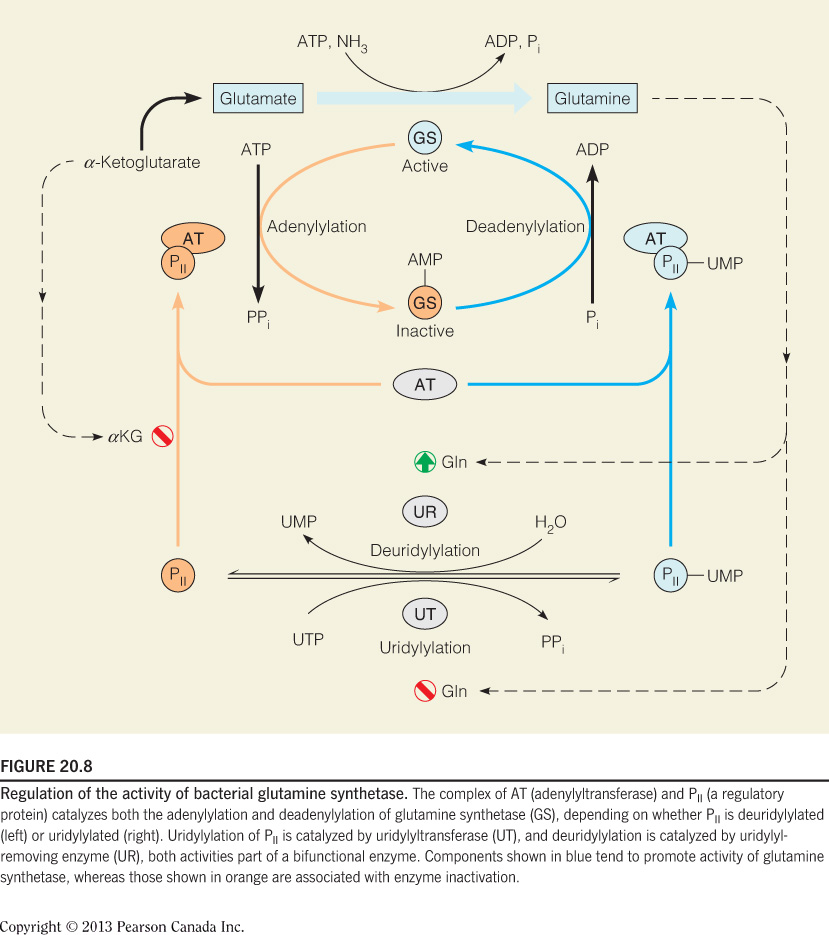 ATP, NH3
ADP, Pi
Glutamate
Glutamine
GS
Active
ATP
ADP
α-Ketoglutarate
AT
PII
Adenylylation
Deadenylylation
AT
PII
UMP
AMP
GS
Inactive
PPi
Pi
AT
αKG
Gln
UR
UMP
H2O
Deuridylylation
PII
PII
UMP
UT
UTP
PPi
Uridylylation
Gln
FIGURE 20.8
Regulation of the activity of bacterial glutamine synthetase. The complex of AT (adenylyltransferase) and PII (a regulatory
protein) catalyzes both the adenylylation and deadenylylation of glutamine synthetase (GS), depending on whether PII is deuridylylated
(left) or uridylylated (right). Uridylylation of PII is catalyzed by uridylyltransferase (UT), and deuridylylation is catalyzed by uridylyl-
removing enzyme (UR), both activities part of a bifunctional enzyme. Components shown in blue tend to promote activity of glutamine
synthetase, whereas those shown in orange are associated with enzyme inactivation.
Copyright © 2013 Pearson Canada Inc.